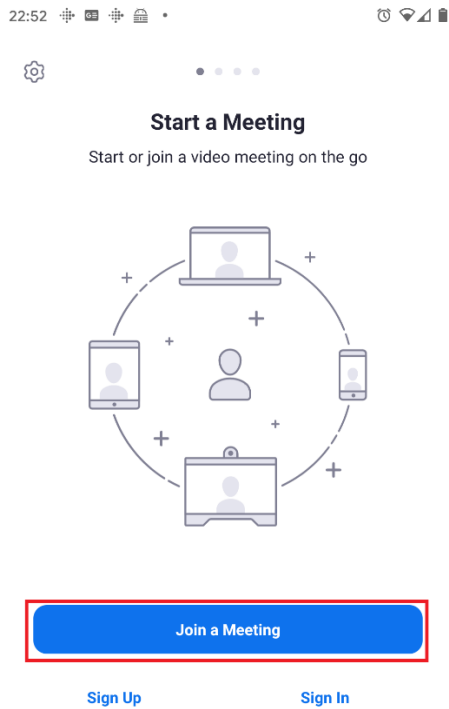 22:52
Start a Meeting
Start or join a video meeting on the go
Join a Meeting
Sign Up Sign In